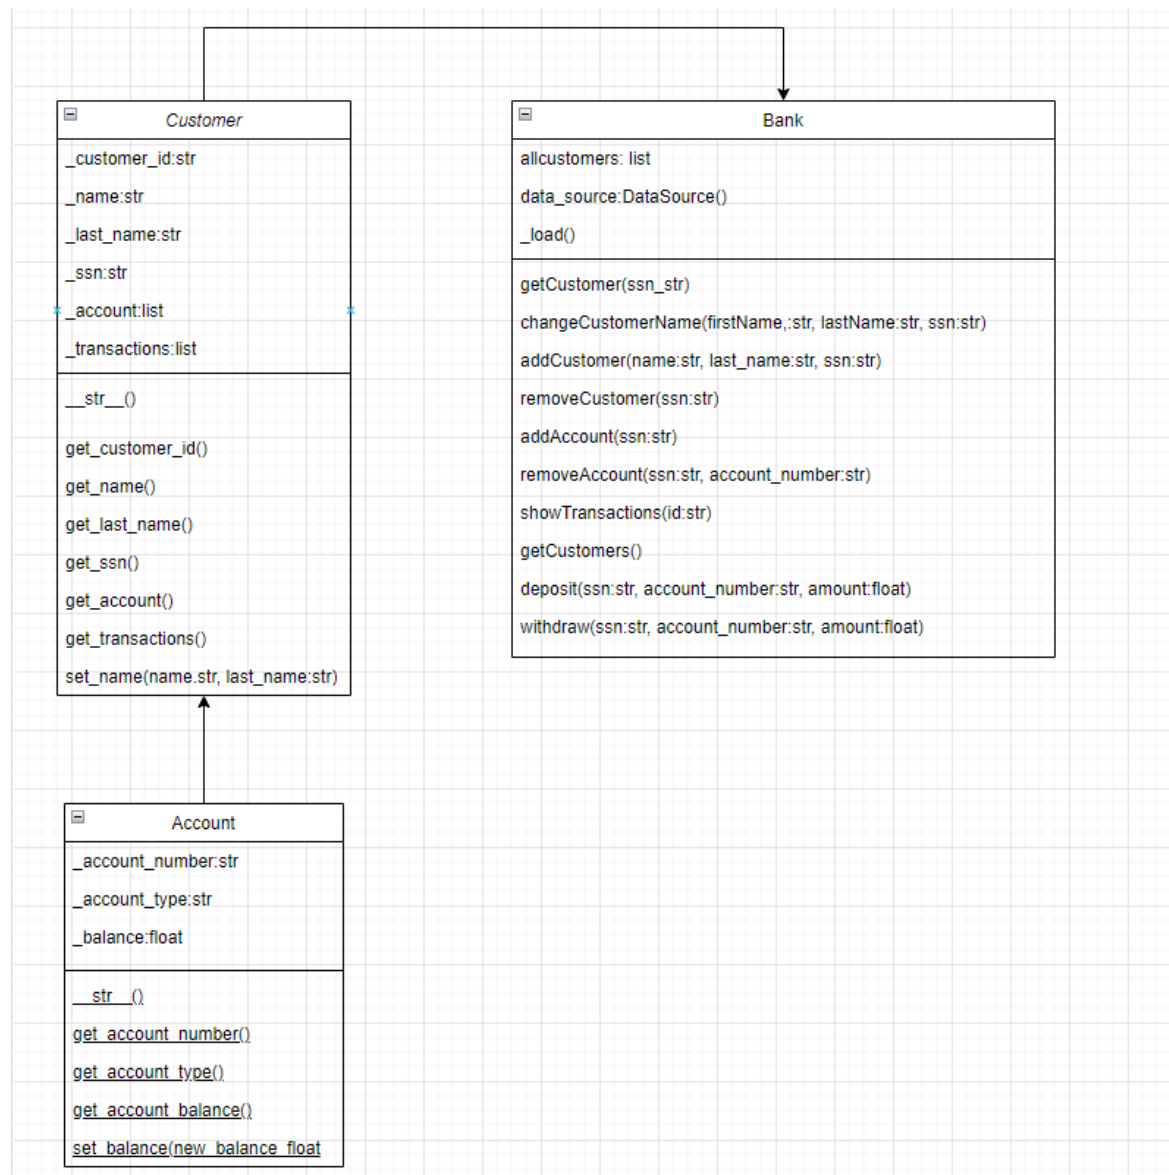 Customer
_customer_id:str
_name:str
_last_name:str
_ssn:str
_account:list
_transactions:list
__str__()
get_customer_id()
get_name()
get_last_name()
get_ssn()
get_account()
get_transactions()
set_name(name.str, last_name:str)
Bank
allcustomers: list
data_source:DataSource()
_load()
getCustomer(ssn_str)
changeCustomerName(firstName,:str, lastName:str, ssn:str)
addCustomer(name:str, last_name:str, ssn:str)
removeCustomer(ssn:str)
addAccount(ssn:str)
removeAccount(ssn:str, account_number:str)
showTransactions(id:str)
getCustomers()
deposit(ssn:str, account_number:str, amount:float)
withdraw(ssn:str, account_number:str, amount:float)
Account
_account_number:str
_account_type:str
_balance:float
__str__()
get_account_number()
get_account_type()
get_account_balance()
set_balance(new_balance_float